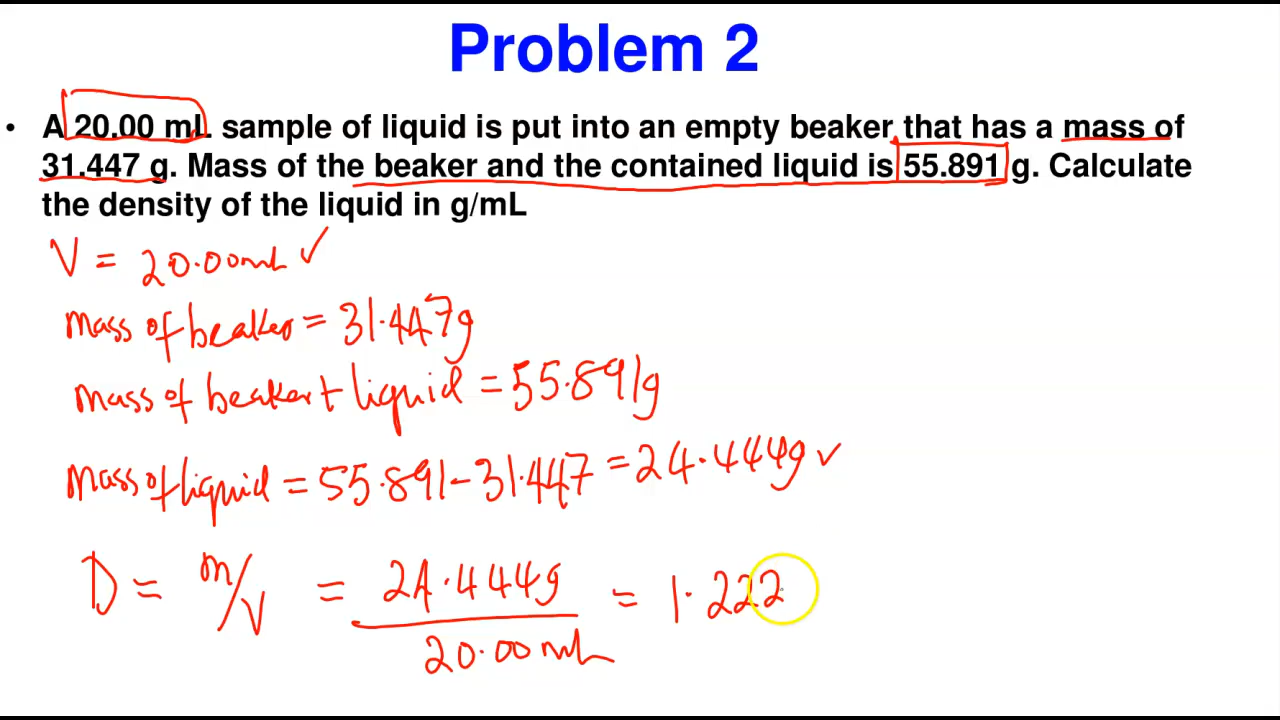 Problem 2
• A 20.00 mL sample of liquid is put into an empty beaker that has a mass of
31.447 g. Mass of the beaker and the contained liquid is 55.891 g. Calculate
the density of the liquid in g/mL
V = 20.00mL ✓
mass of beaker = 31.447g
mass of beaker + liquid = 55.891g
mass of liquid = 55.891 - 31.447 = 24.444g ✓
D = m/V = 24.444g = 1.222
20.00mL